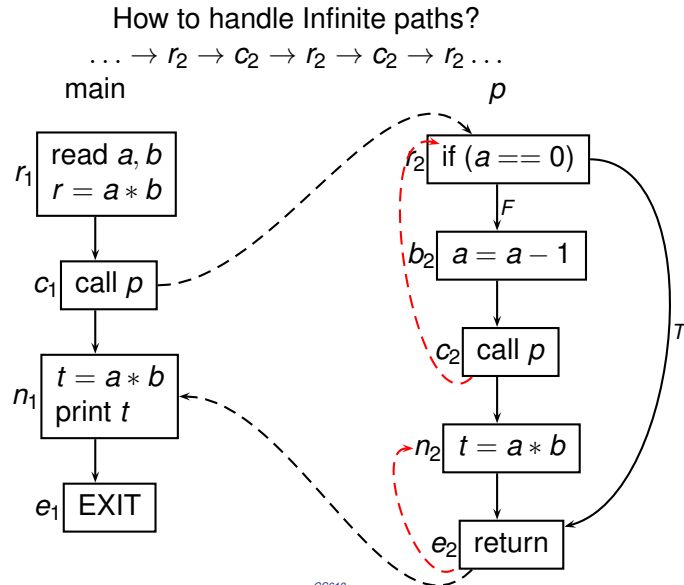 How to handle Infinite paths?
… → r₂ → c₂ → r₂ → c₂ → r₂ …
main
p
r₁
read a, b
r = a ∗ b
c₁
call p
n₁
t = a ∗ b
print t
e₁
EXIT
r₂
if (a == 0)
F
T
b₂
a = a − 1
c₂
call p
n₂
t = a ∗ b
e₂
return